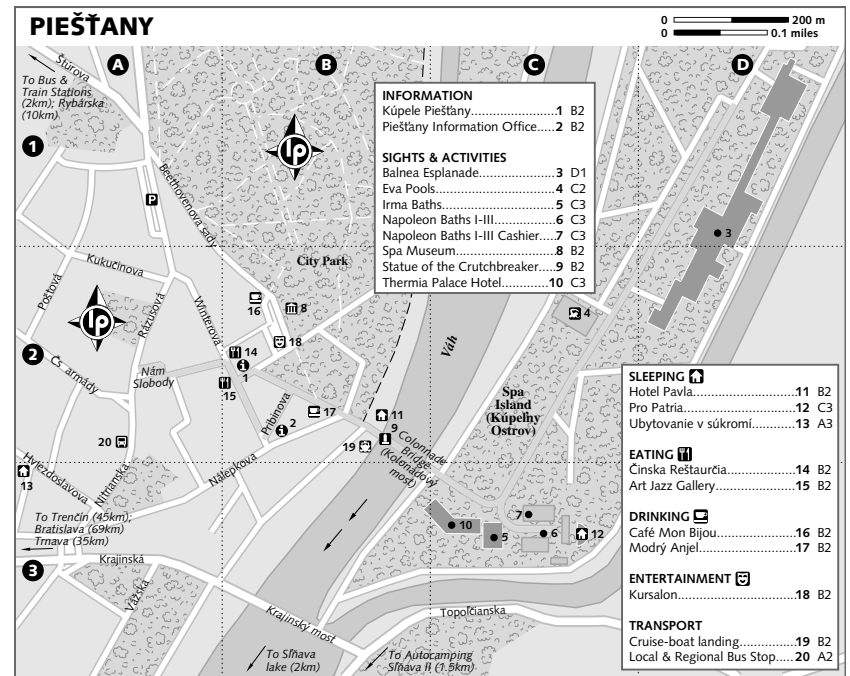 PIEŠŤANY
0 200 m
0 0.1 miles
A
B
C
D
Štúrova
To Bus &
Train Stations
(2km); Rybárska
(10km)
1
lp
P
Beethovenova sady
INFORMATION
Kúpele Piešťany.......................1 B2
Piešťany Information Office.....2 B2
SIGHTS & ACTIVITIES
Balnea Esplanade....................3 D1
Eva Pools.................................4 C2
Irma Baths...............................5 C3
Napoleon Baths I-III................6 C3
Napoleon Baths I-III Cashier....7 C3
Spa Museum...........................8 B2
Statue of the Crutchbreaker....9 B2
Thermia Palace Hotel............10 C3
3
City Park
Kukučínova
Poštová
Rázusová
Winterová
16
8
lp
18
4
2
Váh
14
1
Čs armády
Nám
Slobody
15
Spa
Island
(Kúpeľný
Ostrov)
Pribinova
17
11
2
9
20
19
Colonnade
Bridge
(Kolonádový
most)
SLEEPING
Hotel Pavla............................11 B2
Pro Patria..............................12 C3
Ubytovanie v súkromí...........13 A3
EATING
Činska Reštaurčia..................14 B2
Art Jazz Gallery.....................15 B2
DRINKING
Café Mon Bijou.....................16 B2
Modrý Anjel..........................17 B2
ENTERTAINMENT
Kursalon................................18 B2
TRANSPORT
Cruise-boat landing...............19 B2
Local & Regional Bus Stop.....20 A2
Hviezdoslavova
Nitrianska
Nálepkova
13
7
10
5
6
12
To Trenčín (45km);
Bratislava (69km)
Trnava (35km)
3
Krajinská
Vážska
Krajinský most
Topoľčianska
To Sĺňava
lake (2km)
To Autocamping
Sĺňava II (1.5km)